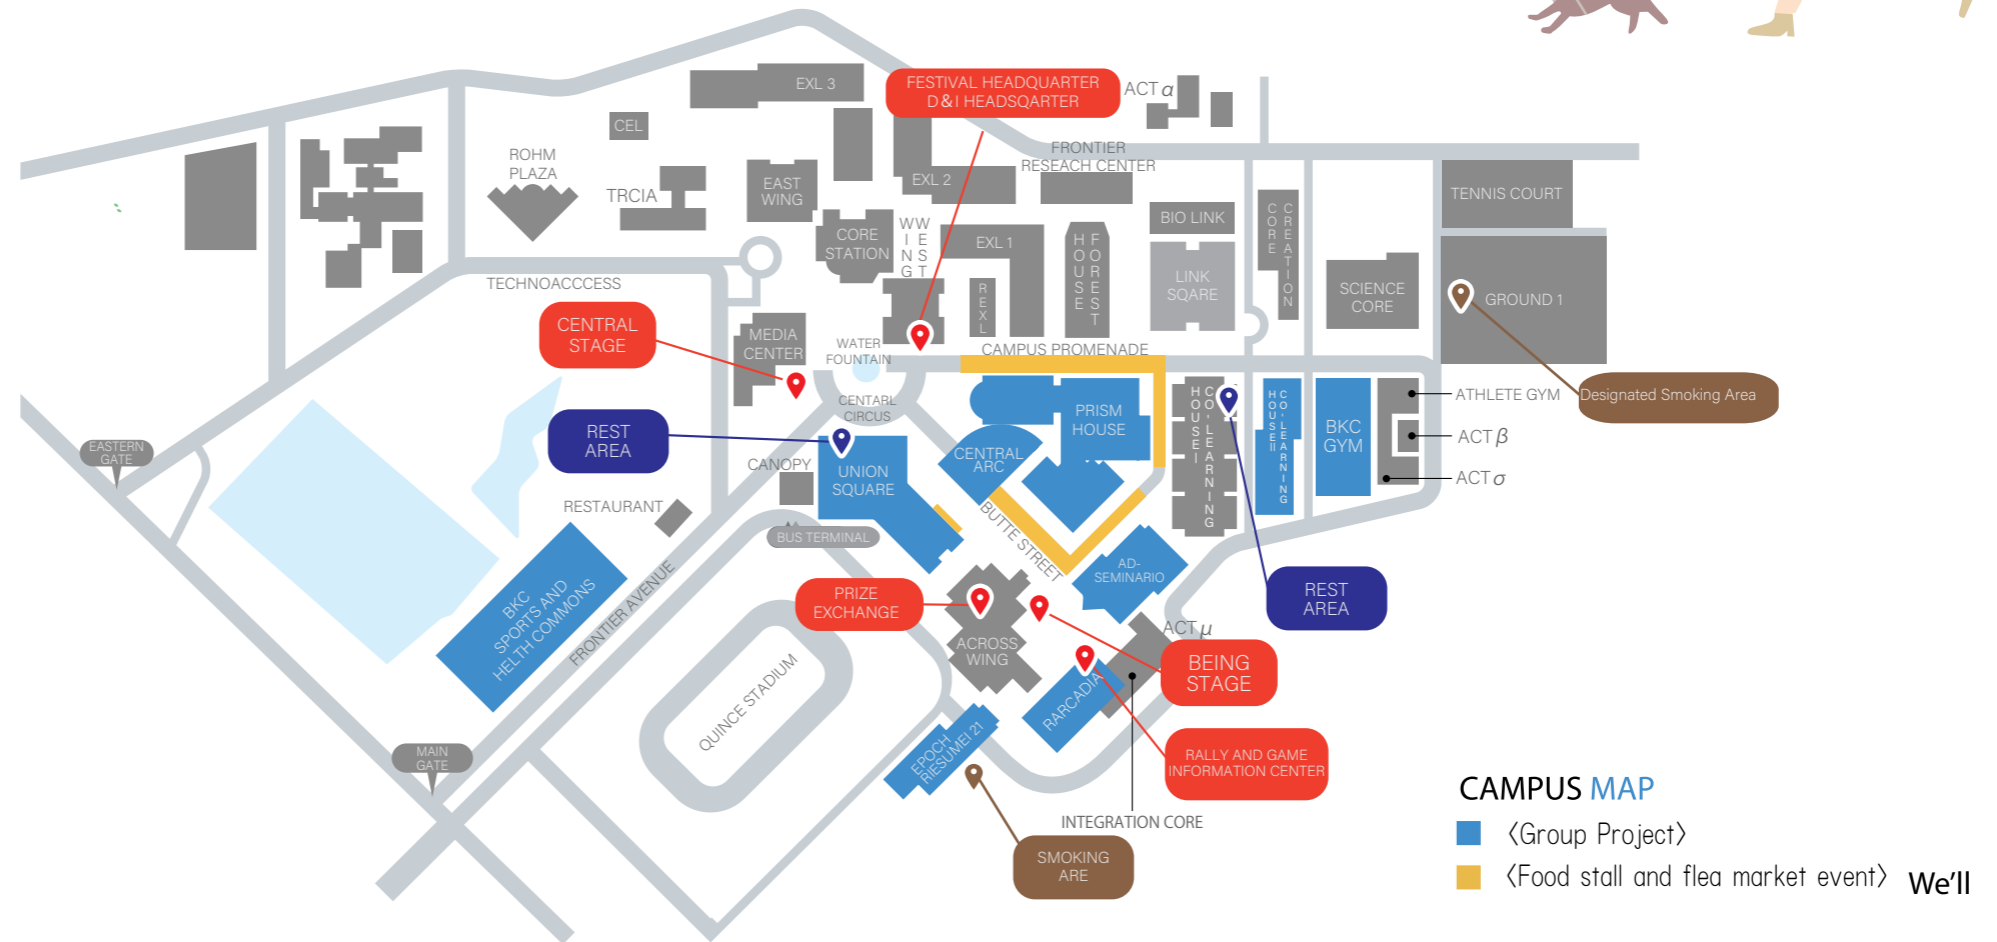 EXL 3
FESTIVAL HEADQUARTER
D&I HEADSQARTER
ACT α
CEL
ROHM
PLAZA
TRCIA
EAST
WING
EXL 2
FRONTIER
RESEACH CENTER
TENNIS COURT
CORE
STATION
WEST
WING
EXL 1
REXL
FOREST
HOUSE
BIO LINK
LINK
SQARE
CORE
CREATION
SCIENCE
CORE
GROUND 1
TECHNOACCCESS
CENTRAL
STAGE
MEDIA
CENTER
WATER
FOUNTAIN
CAMPUS PROMENADE
CENTARL
CIRCUS
PRISM
HOUSE
CO,LEARNING
HOUSE I
CO,LEARNING
HOUSE II
BKC
GYM
ATHLETE GYM
ACT β
ACT σ
Designated Smoking Area
EASTERN
GATE
REST
AREA
CANOPY
UNION
SQUARE
CENTRAL
ARC
RESTAURANT
BUS TERMINAL
BUTTE STREET
AD-
SEMINARIO
BKC
SPORTS AND
HELTH COMMONS
FRONTIER AVENUE
PRIZE
EXCHANGE
ACROSS
WING
REST
AREA
ACT μ
BEING
STAGE
QUINCE STADIUM
RARCADIA
MAIN
GATE
EPOCH
RIESUMEI 21
RALLY AND GAME
INFORMATION CENTER
INTEGRATION CORE
SMOKING
ARE
CAMPUS MAP
〈Group Project〉
〈Food stall and flea market event〉
We'll